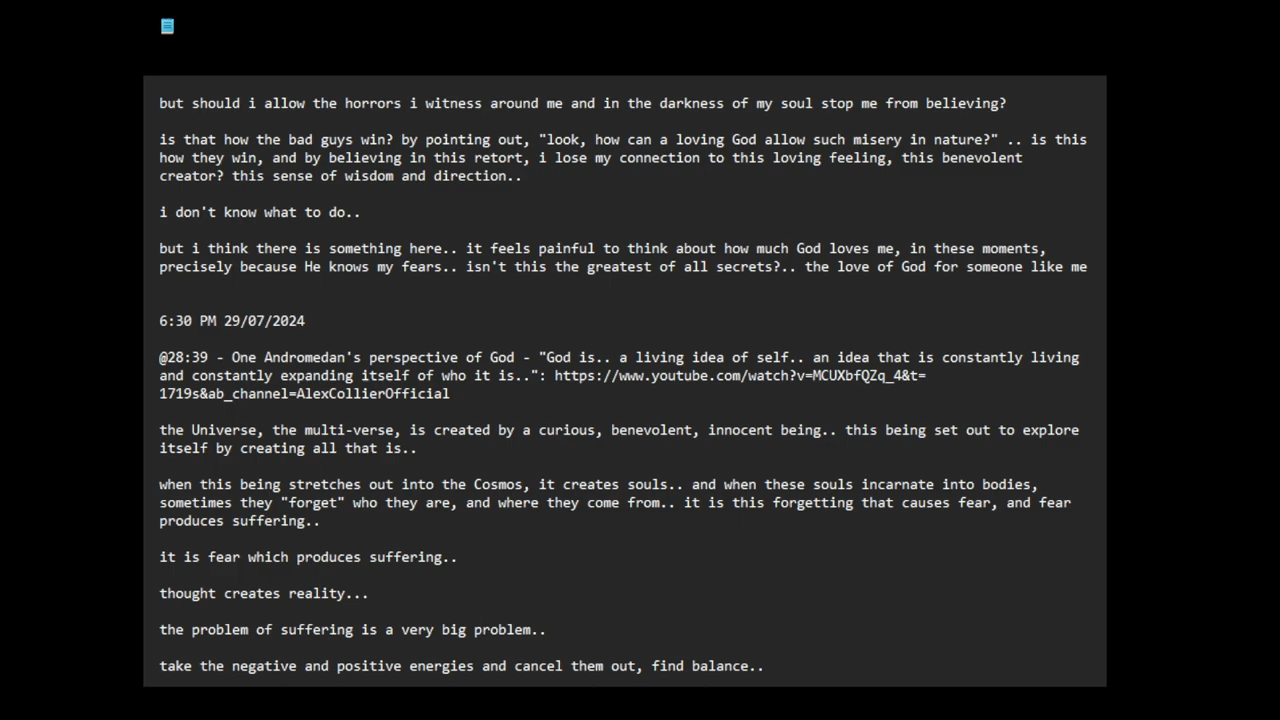 but should i allow the horrors i witness around me and in the darkness of my soul stop me from believing?
is that how the bad guys win? by pointing out, "look, how can a loving God allow such misery in nature?" .. is this
how they win, and by believing in this retort, i lose my connection to this loving feeling, this benevolent
creator? this sense of wisdom and direction..
i don't know what to do..
but i think there is something here.. it feels painful to think about how much God loves me, in these moments,
precisely because He knows my fears.. isn't this the greatest of all secrets?.. the love of God for someone like me
6:30 PM 29/07/2024
@28:39 - One Andromedan's perspective of God - "God is.. a living idea of self.. an idea that is constantly living
and constantly expanding itself of who it is..": https://www.youtube.com/watch?v=MCUXbfQZq_4&t=
1719s&ab_channel=AlexCollierOfficial
the Universe, the multi-verse, is created by a curious, benevolent, innocent being.. this being set out to explore
itself by creating all that is..
when this being stretches out into the Cosmos, it creates souls.. and when these souls incarnate into bodies,
sometimes they "forget" who they are, and where they come from.. it is this forgetting that causes fear, and fear
produces suffering..
it is fear which produces suffering..
thought creates reality...
the problem of suffering is a very big problem..
take the negative and positive energies and cancel them out, find balance..